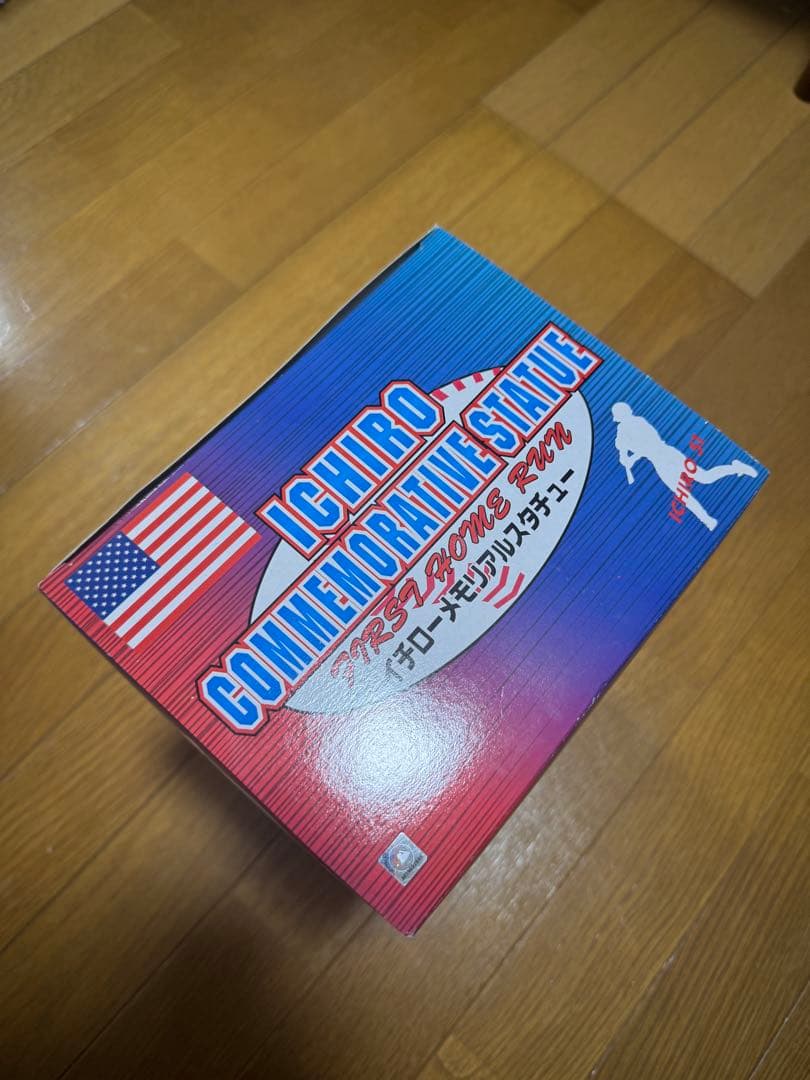 ICHIRO
COMMEMORATIVE STATUE
FIRST HOME RUN
イチローメモリアルスタチュー
ICHIRO 51